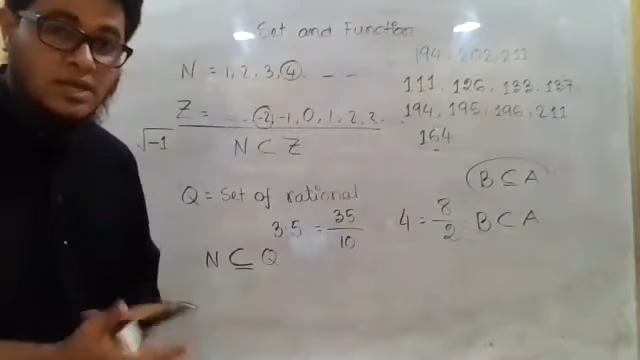 Set and Function
194, 202, 211
N = 1, 2, 3, 4, - -
111, 126, 133, 137
Z = ... -2, -1, 0, 1, 2, 3.
194, 195, 196, 211
√-1
N ⊂ Z
164
B ⊆ A
Q = Set of rational
3.5 = 35/10
4 = 8/2
B ⊂ A
N ⊆ Q